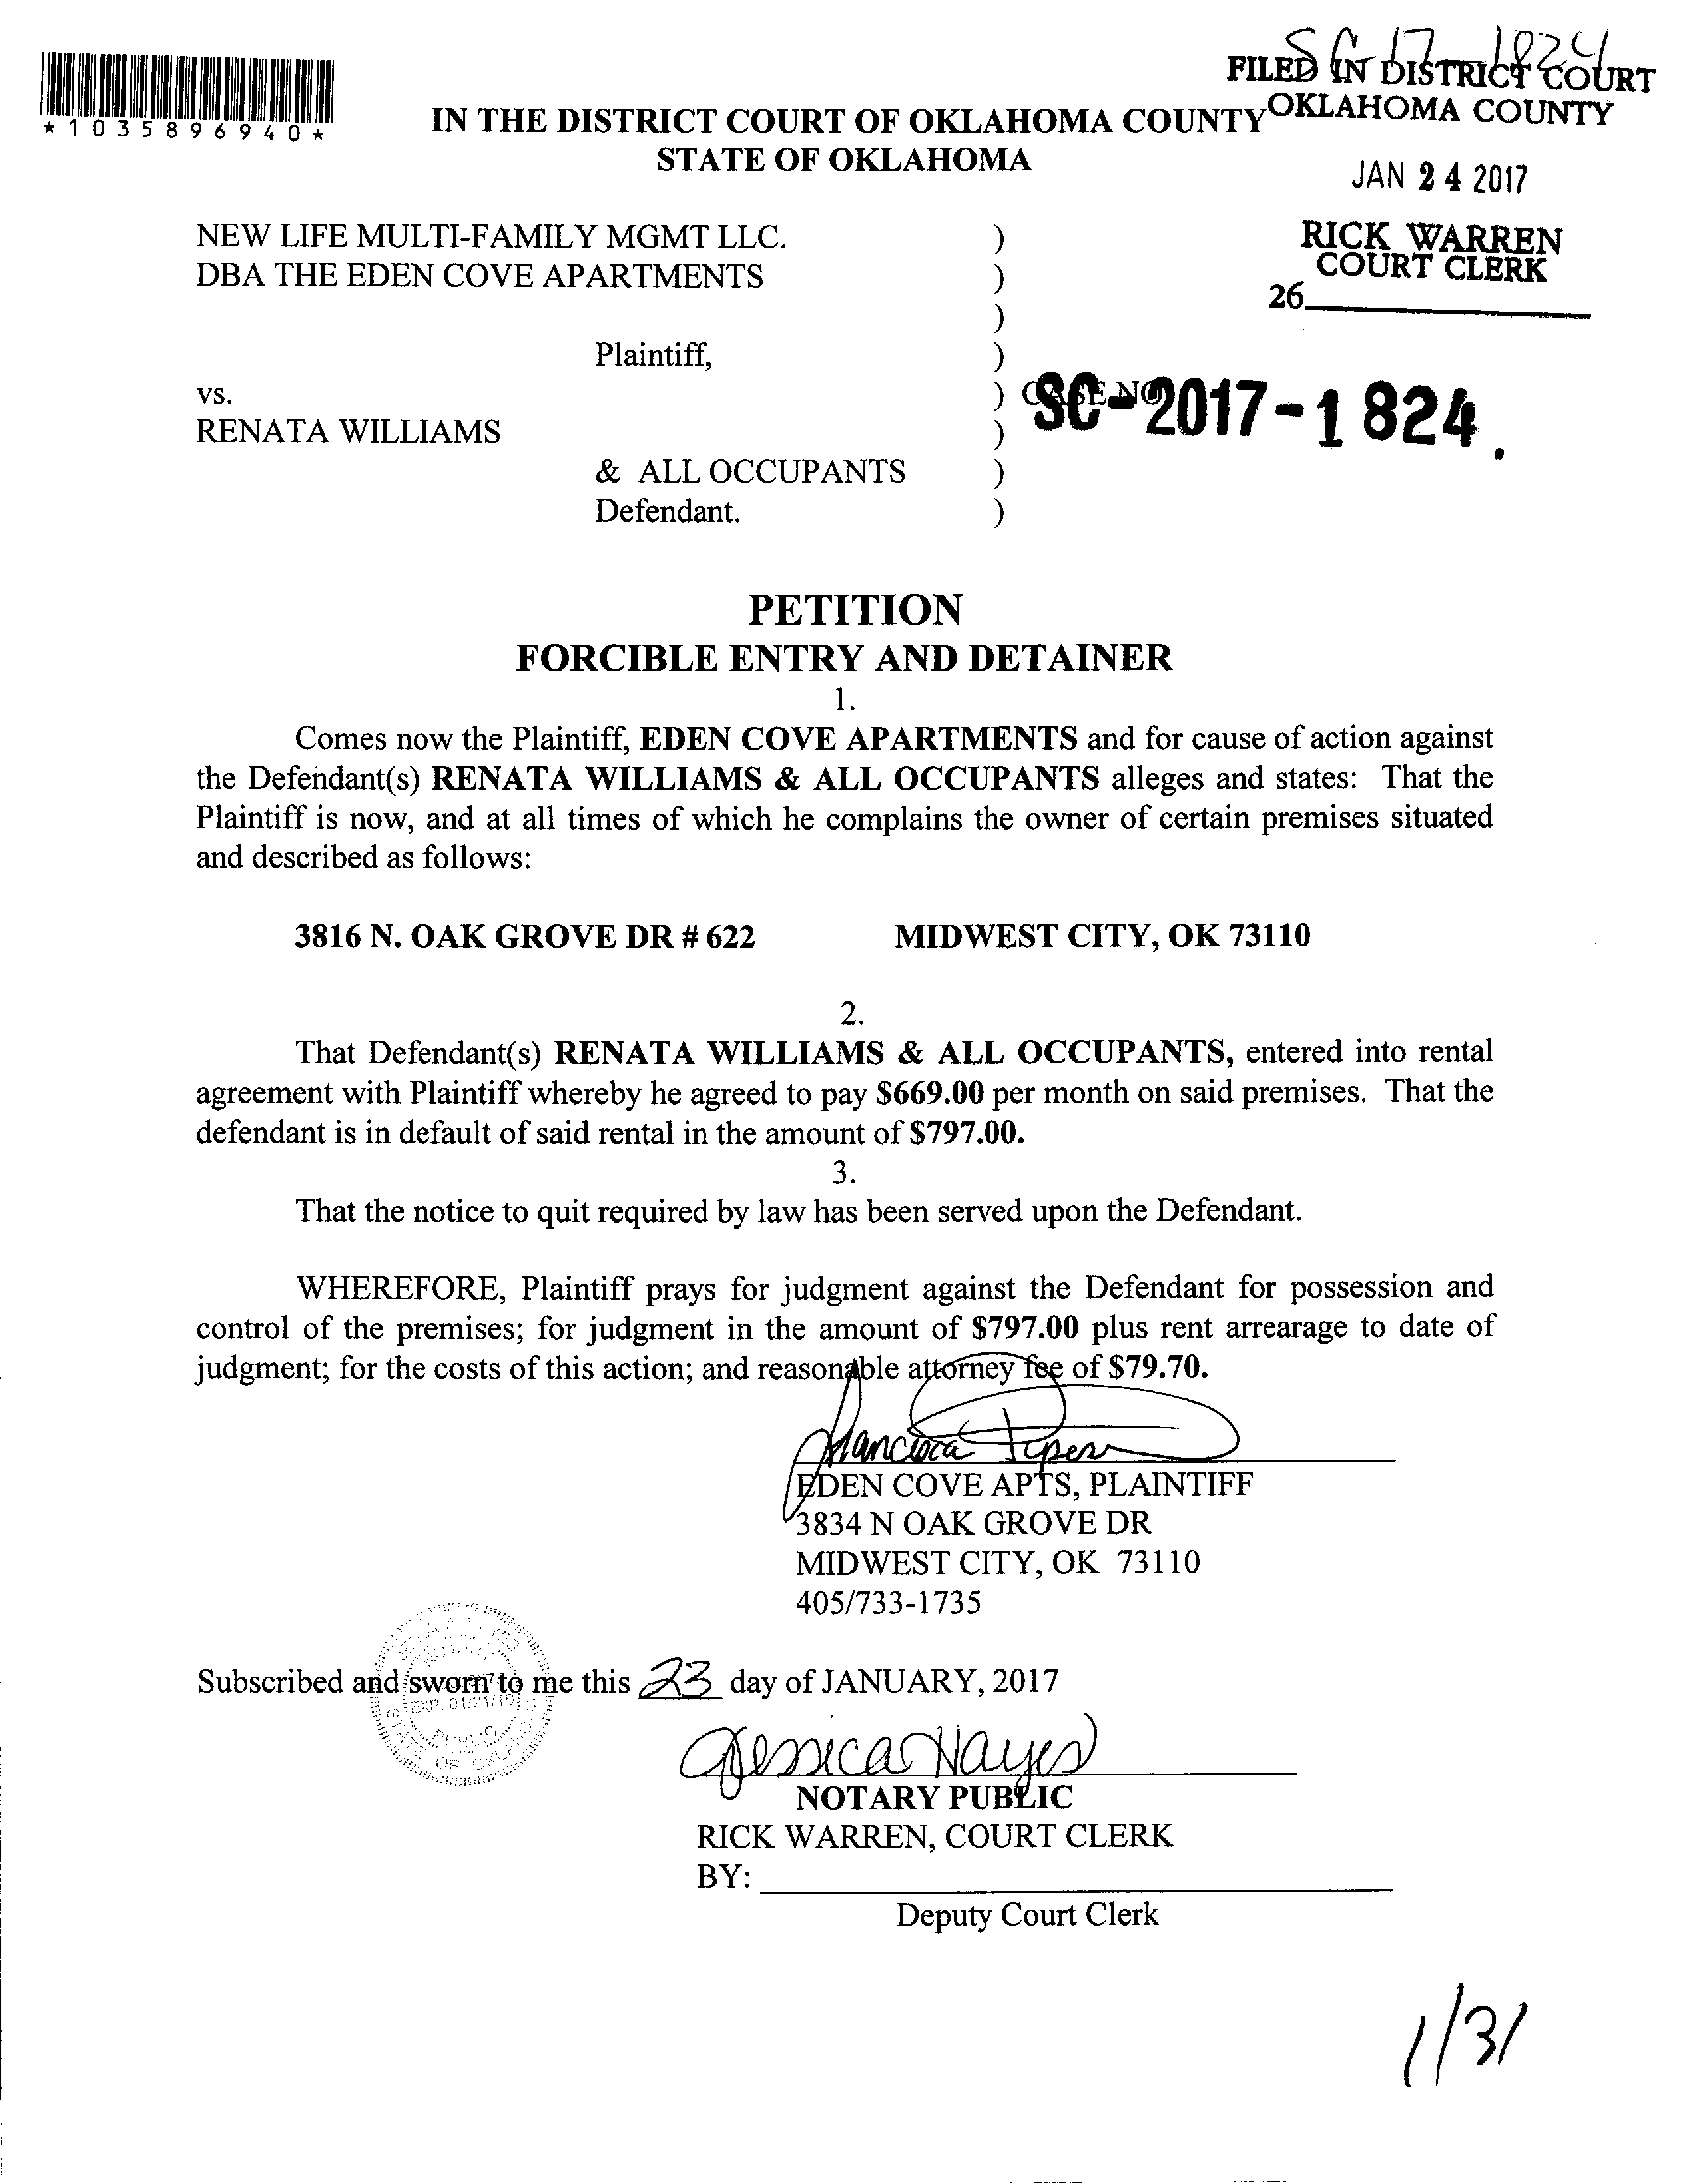 SC-17-1824
FILED IN DISTRICT COURT
OKLAHOMA COUNTY
*1035896940*
IN THE DISTRICT COURT OF OKLAHOMA COUNTY
STATE OF OKLAHOMA
JAN 24 2017
NEW LIFE MULTI-FAMILY MGMT LLC. )
RICK WARREN
DBA THE EDEN COVE APARTMENTS )
COURT CLERK
26
)
Plaintiff, )
vs. ) CASE NO
SC-2017-1824.
RENATA WILLIAMS )
& ALL OCCUPANTS )
Defendant. )
PETITION
FORCIBLE ENTRY AND DETAINER
1.
Comes now the Plaintiff, EDEN COVE APARTMENTS and for cause of action against
the Defendant(s) RENATA WILLIAMS & ALL OCCUPANTS alleges and states: That the
Plaintiff is now, and at all times of which he complains the owner of certain premises situated
and described as follows:
3816 N. OAK GROVE DR # 622 MIDWEST CITY, OK 73110
2.
That Defendant(s) RENATA WILLIAMS & ALL OCCUPANTS, entered into rental
agreement with Plaintiff whereby he agreed to pay $669.00 per month on said premises. That the
defendant is in default of said rental in the amount of $797.00.
3.
That the notice to quit required by law has been served upon the Defendant.
WHEREFORE, Plaintiff prays for judgment against the Defendant for possession and
control of the premises; for judgment in the amount of $797.00 plus rent arrearage to date of
judgment; for the costs of this action; and reasonable attorney fee of $79.70.
EDEN COVE APTS, PLAINTIFF
3834 N OAK GROVE DR
MIDWEST CITY, OK 73110
405/733-1735
Subscribed and sworn to me this 23 day of JANUARY, 2017
Jessica Hayes
NOTARY PUBLIC
RICK WARREN, COURT CLERK
BY:
Deputy Court Clerk
1/31